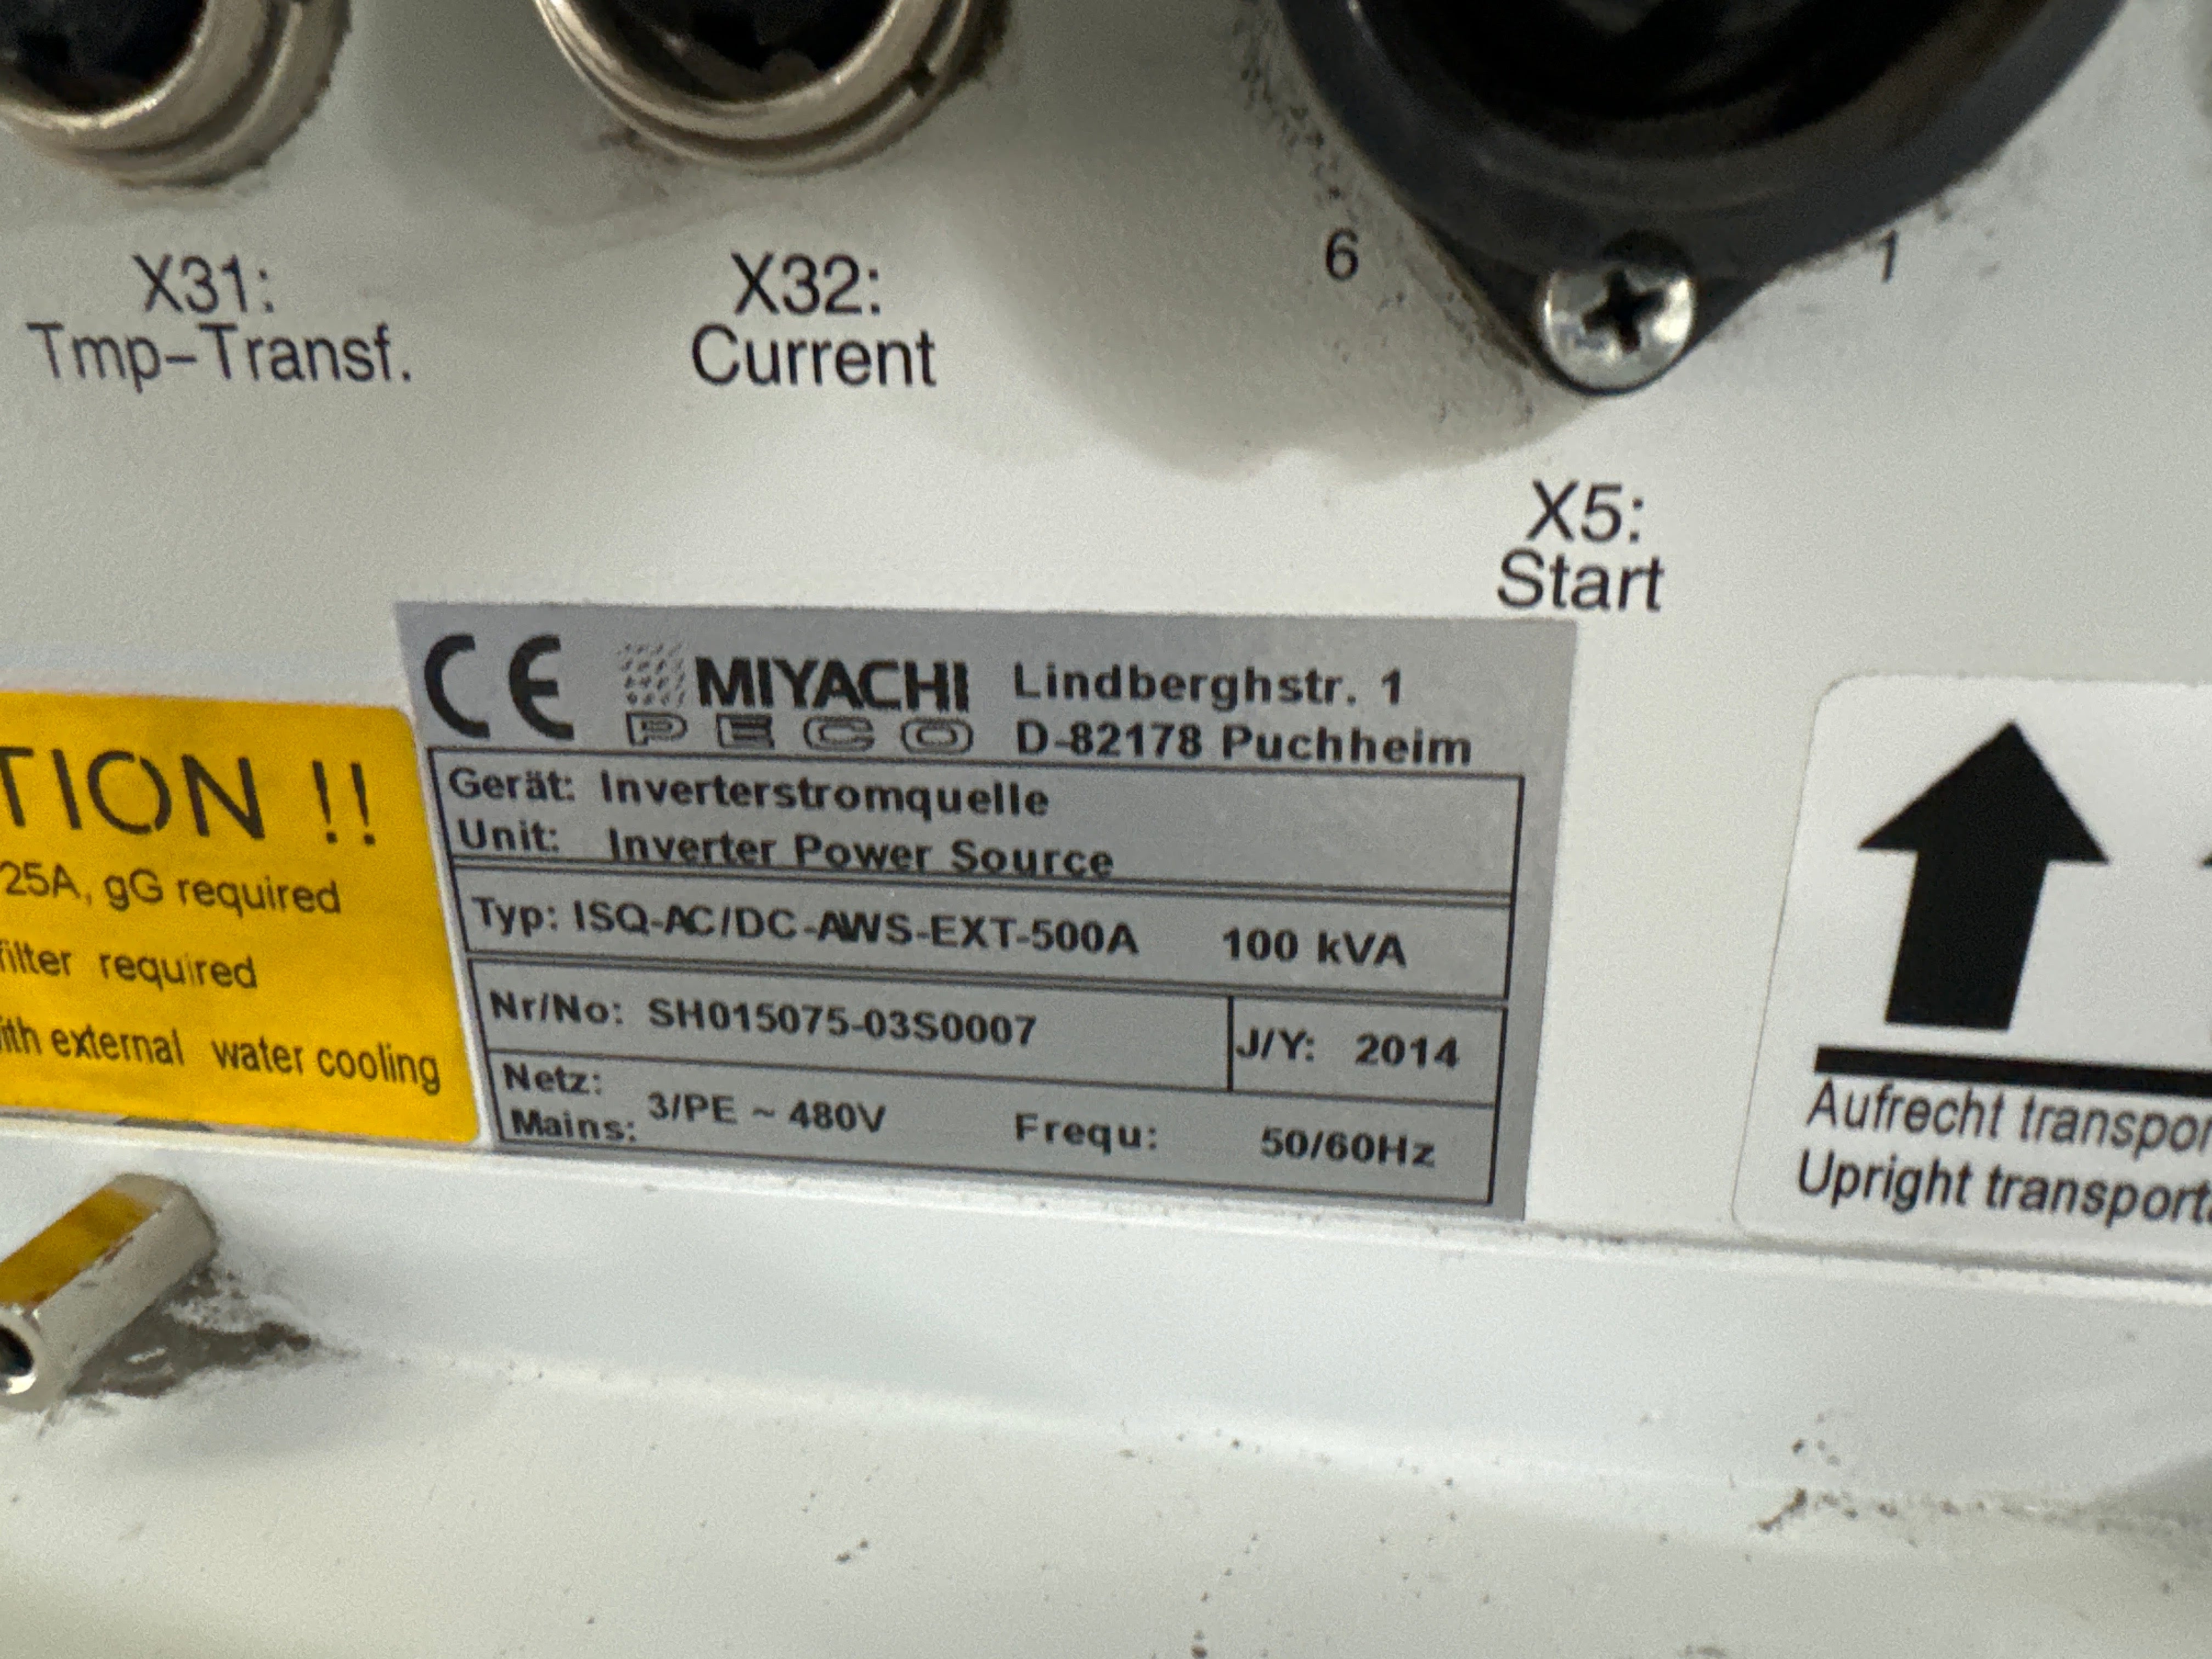 X31:
Tmp-Transf.
X32:
Current
6
1
X5:
Start
CE
MIYACHI
PECO
Lindberghstr. 1
D-82178 Puchheim
Gerät: Inverterstromquelle
Unit: Inverter Power Source
Typ: ISQ-AC/DC-AWS-EXT-500A 100 kVA
Nr/No: SH015075-03S0007
J/Y: 2014
Netz:
Mains: 3/PE ~ 480V Frequ: 50/60Hz
TION !!
25A, gG required
filter required
ith external water cooling
Aufrecht transpor
Upright transport